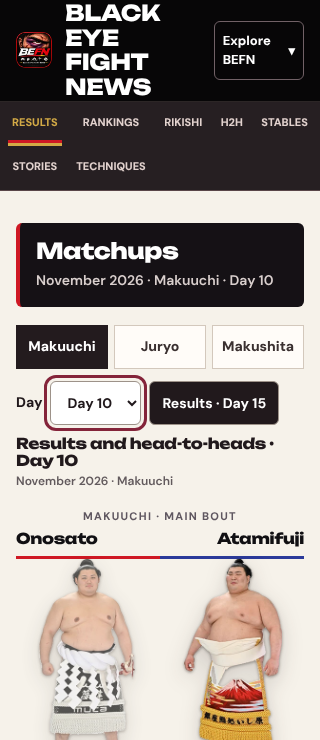 BLACK
EYE
FIGHT
NEWS
BEFN
Explore
BEFN
▾
RESULTS
RANKINGS
RIKISHI
H2H
STABLES
STORIES
TECHNIQUES
Matchups
November 2026 · Makuuchi · Day 10
Makuuchi
Juryo
Makushita
Day
Day 10
Results · Day 15
Results and head-to-heads ·
Day 10
November 2026 · Makuuchi
MAKUUCHI · MAIN BOUT
Onosato
Atamifuji